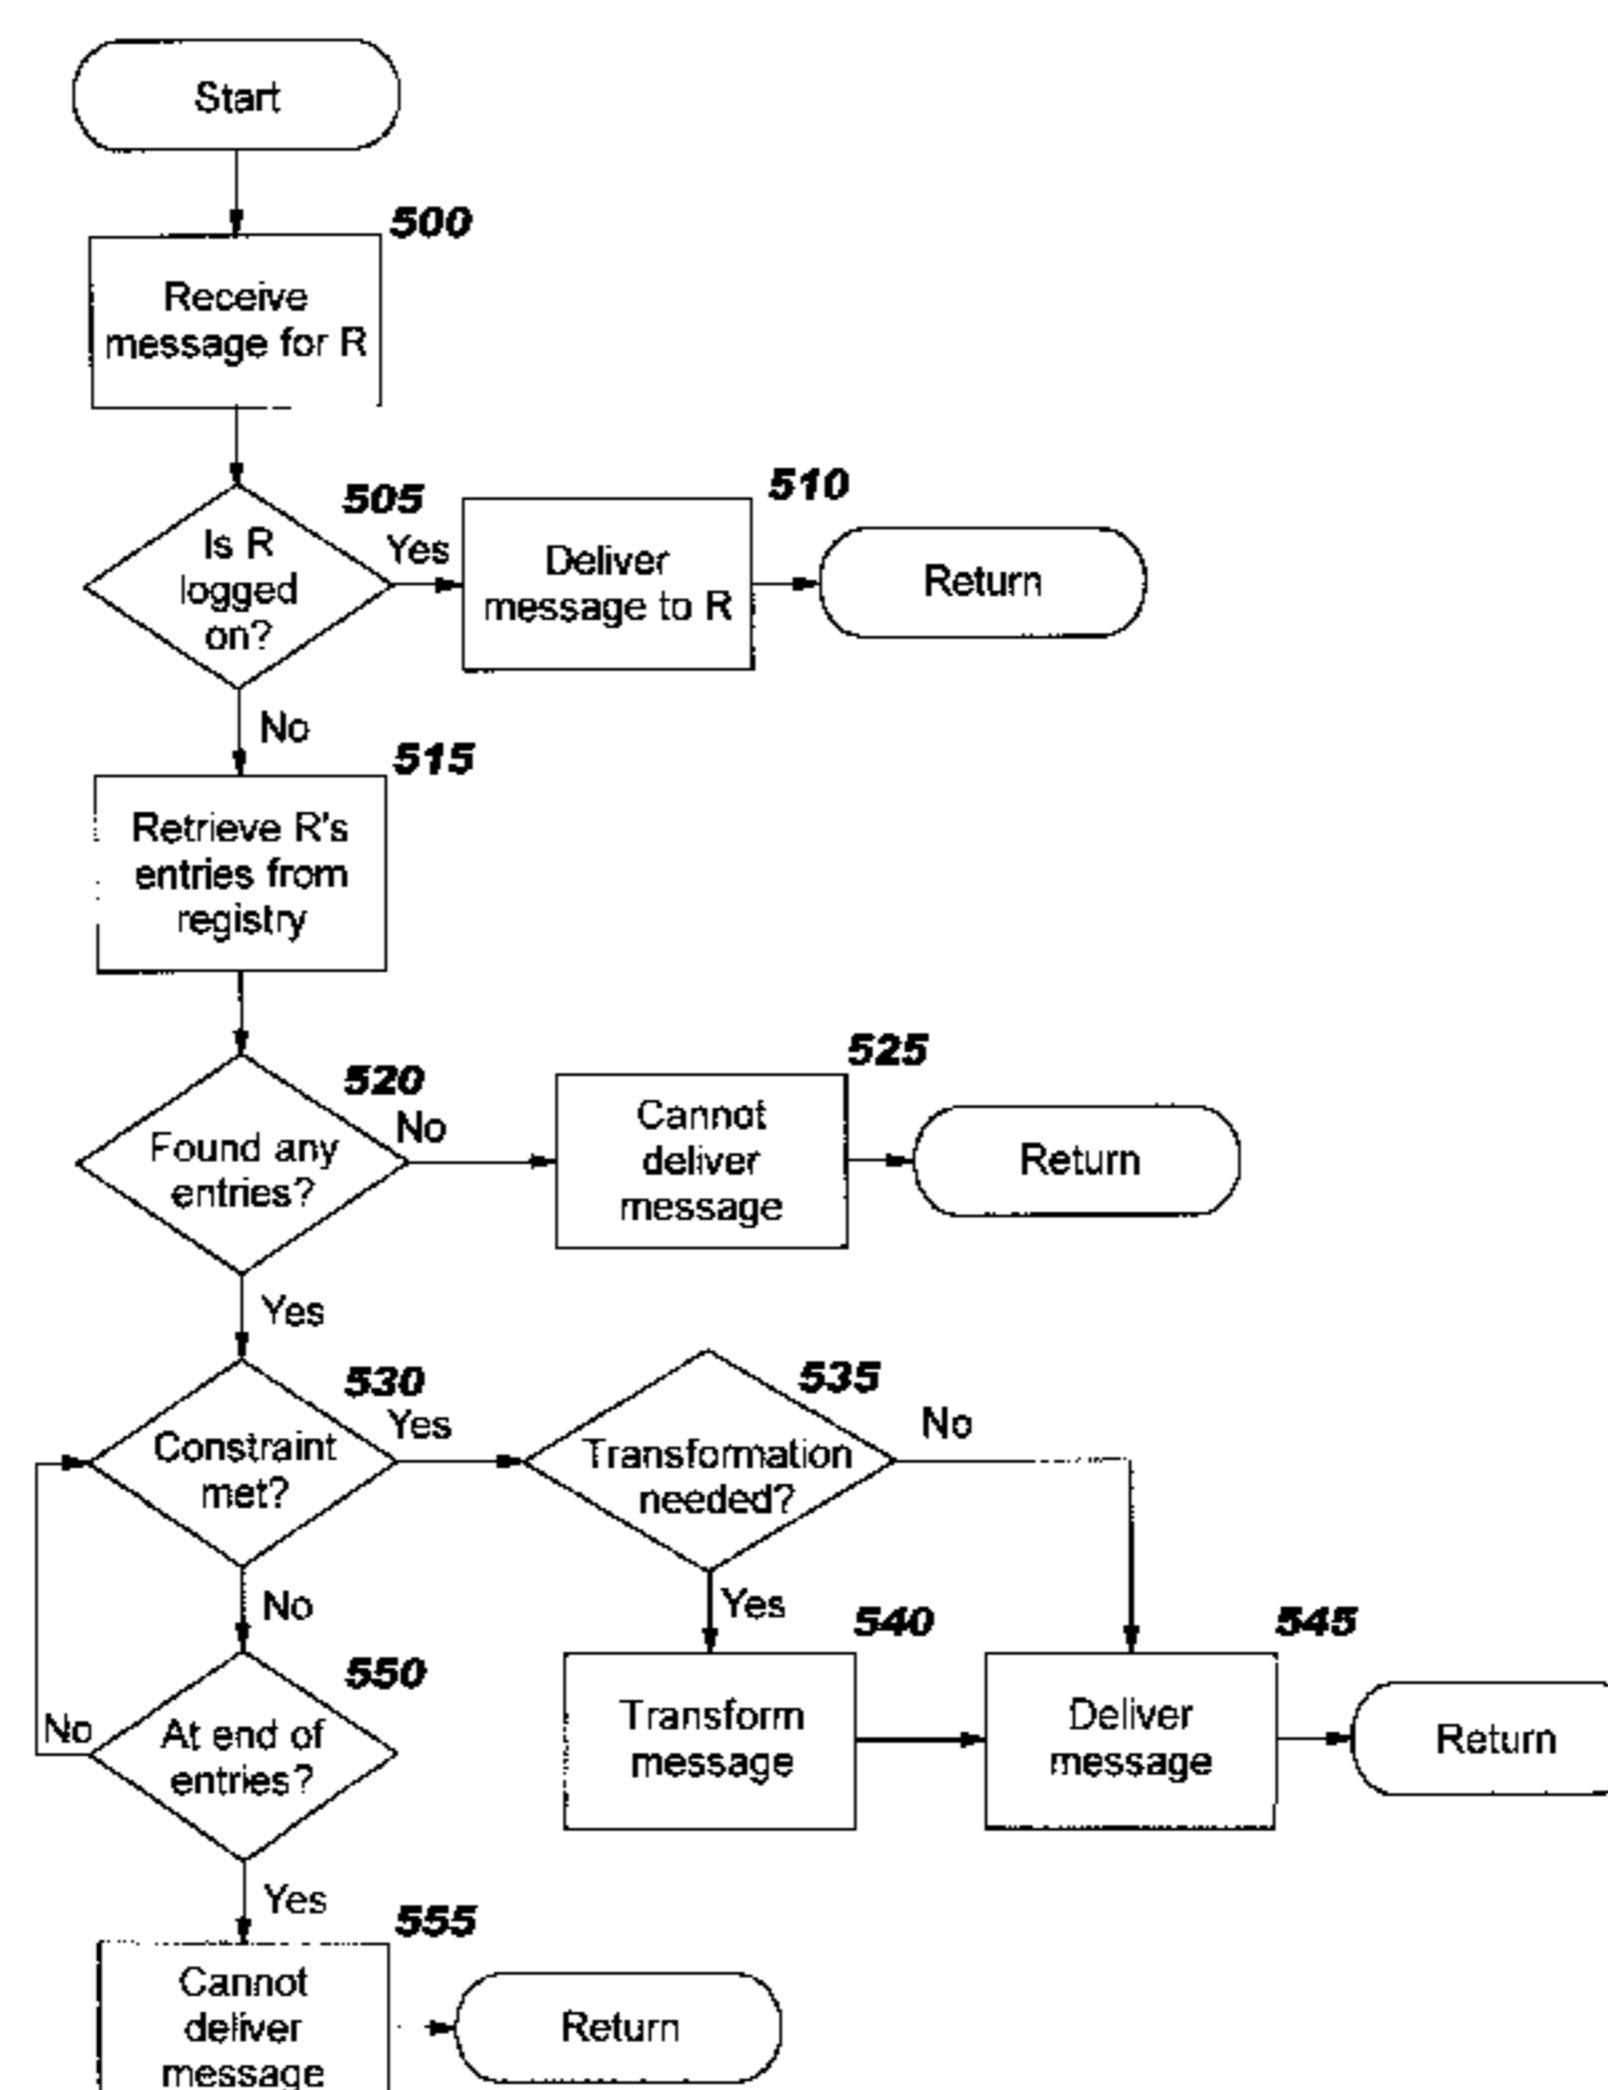 Start
500
Receive
message for R
505
Is R
logged
on?
Yes
510
Deliver
message to R
Return
No
515
Retrieve R's
entries from
registry
520
Found any
entries?
No
525
Cannot
deliver
message
Return
Yes
530
Constraint
met?
Yes
535
Transformation
needed?
No
No
Yes
540
Transform
message
545
Deliver
message
Return
550
At end of
entries?
No
Yes
555
Cannot
deliver
message
Return